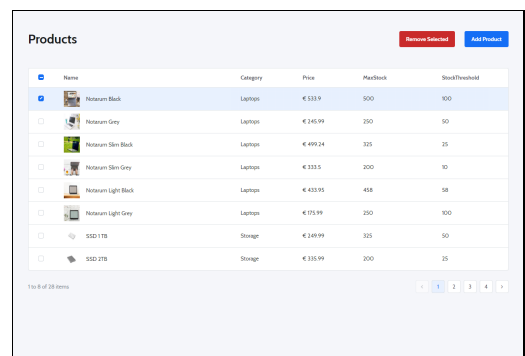 Products
Remove Selected Add Product
Name Category Price MaxStock StockThreshold
Notarum Black Laptops € 533.9 500 100
Notarum Grey Laptops € 245.99 250 50
Notarum Slim Black Laptops € 499.24 325 25
Notarum Slim Grey Laptops € 333.5 200 10
Notarum Light Black Laptops € 433.95 458 58
Notarum Light Grey Laptops € 175.99 250 100
SSD 1 TB Storage € 249.99 325 50
SSD 2TB Storage € 335.99 200 25
1 to 8 of 28 items < 1 2 3 4 >